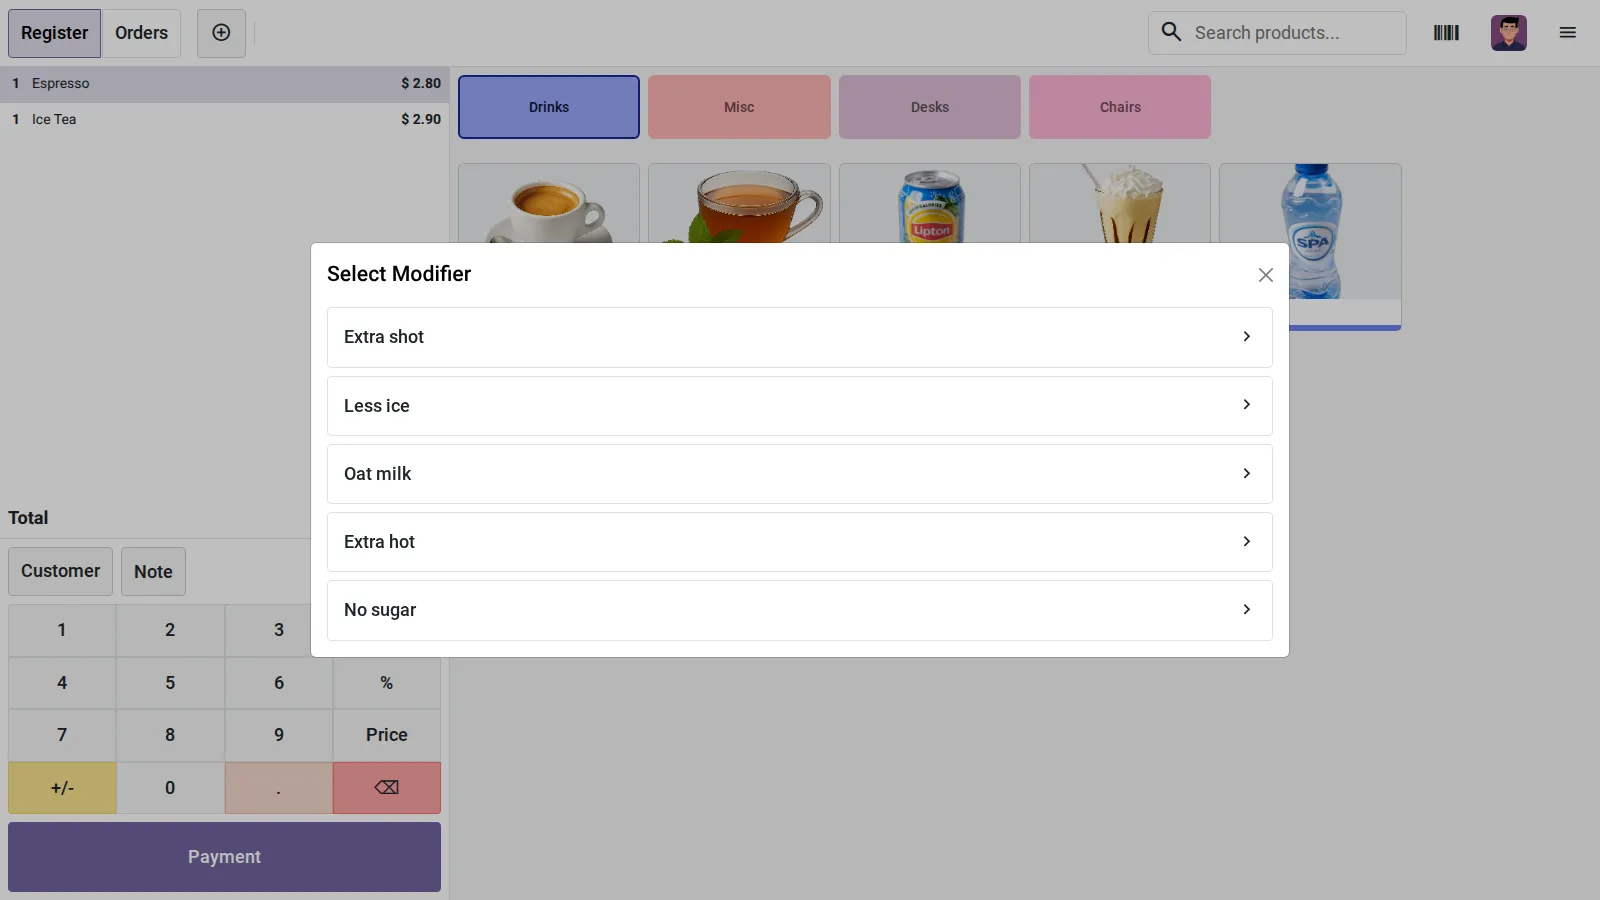 Register
Orders
Search products...
1 Espresso $ 2.80
1 Ice Tea $ 2.90
Drinks
Misc
Desks
Chairs
Lipton
SPA
Select Modifier
Extra shot
Less ice
Oat milk
Extra hot
No sugar
Total
Customer
Note
1 2 3
4 5 6 %
7 8 9 Price
+/- 0 .
Payment